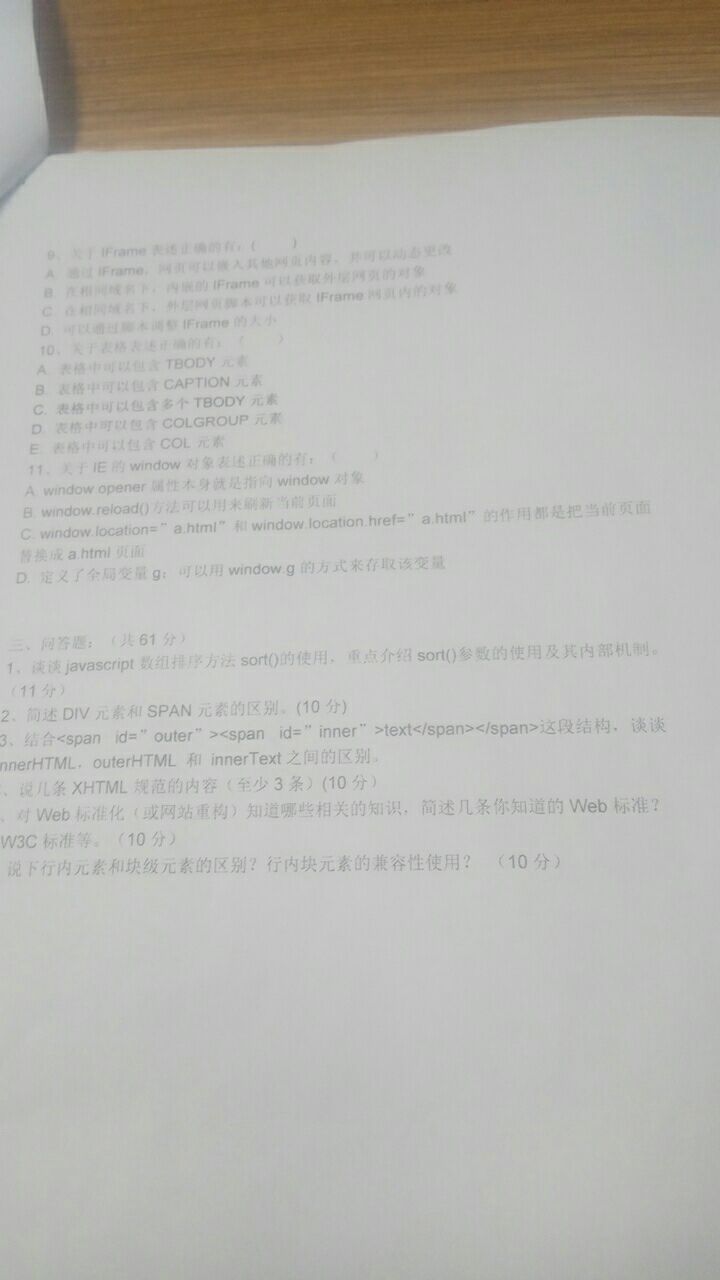 9、关于 IFrame 表述正确的有：（ ）
A. 通过 IFrame，网页可以嵌入其他网页内容，并可以动态更改
B. 在相同域名下，内嵌的 IFrame 可以获取外层网页的对象
C. 在相同域名下，外层网页脚本可以获取 IFrame 网页内的对象
D. 可以通过脚本调整 IFrame 的大小
10、关于表格表述正确的有：（ ）
A. 表格中可以包含 TBODY 元素
B. 表格中可以包含 CAPTION 元素
C. 表格中可以包含多个 TBODY 元素
D. 表格中可以包含 COLGROUP 元素
E. 表格中可以包含 COL 元素
11、关于 IE 的 window 对象表述正确的有：（ ）
A. window.opener 属性本身就是指向 window 对象
B. window.reload()方法可以用来刷新当前页面
C. window.location=”a.html”和 window.location.href=”a.html”的作用都是把当前页面
替换成 a.html 页面
D. 定义了全局变量 g；可以用 window.g 的方式来存取该变量
三、问答题：（共 61 分）
1、谈谈 javascript 数组排序方法 sort()的使用，重点介绍 sort()参数的使用及其内部机制。
（11 分）
2、简述 DIV 元素和 SPAN 元素的区别。(10 分)
3、结合<span id=”outer”><span id=”inner”>text</span></span>这段结构，谈谈
nnerHTML，outerHTML 和 innerText 之间的区别。
、说几条 XHTML 规范的内容（至少 3 条）(10 分）
、对 Web 标准化（或网站重构）知道哪些相关的知识，简述几条你知道的 Web 标准？
W3C 标准等。（10 分）
说下行内元素和块级元素的区别？行内块元素的兼容性使用？ （10 分）